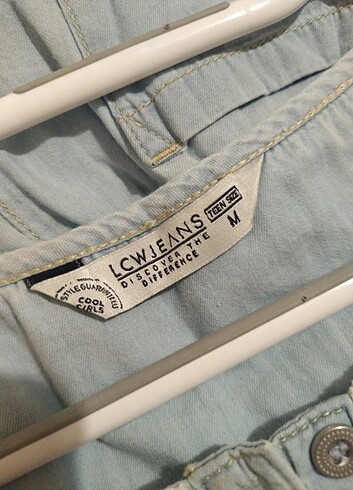 LCWJEANS
TEEN SIZE
M
DISCOVER THE
DIFFERENCE
STYLE GUARANTEED
COOL
GIRLS